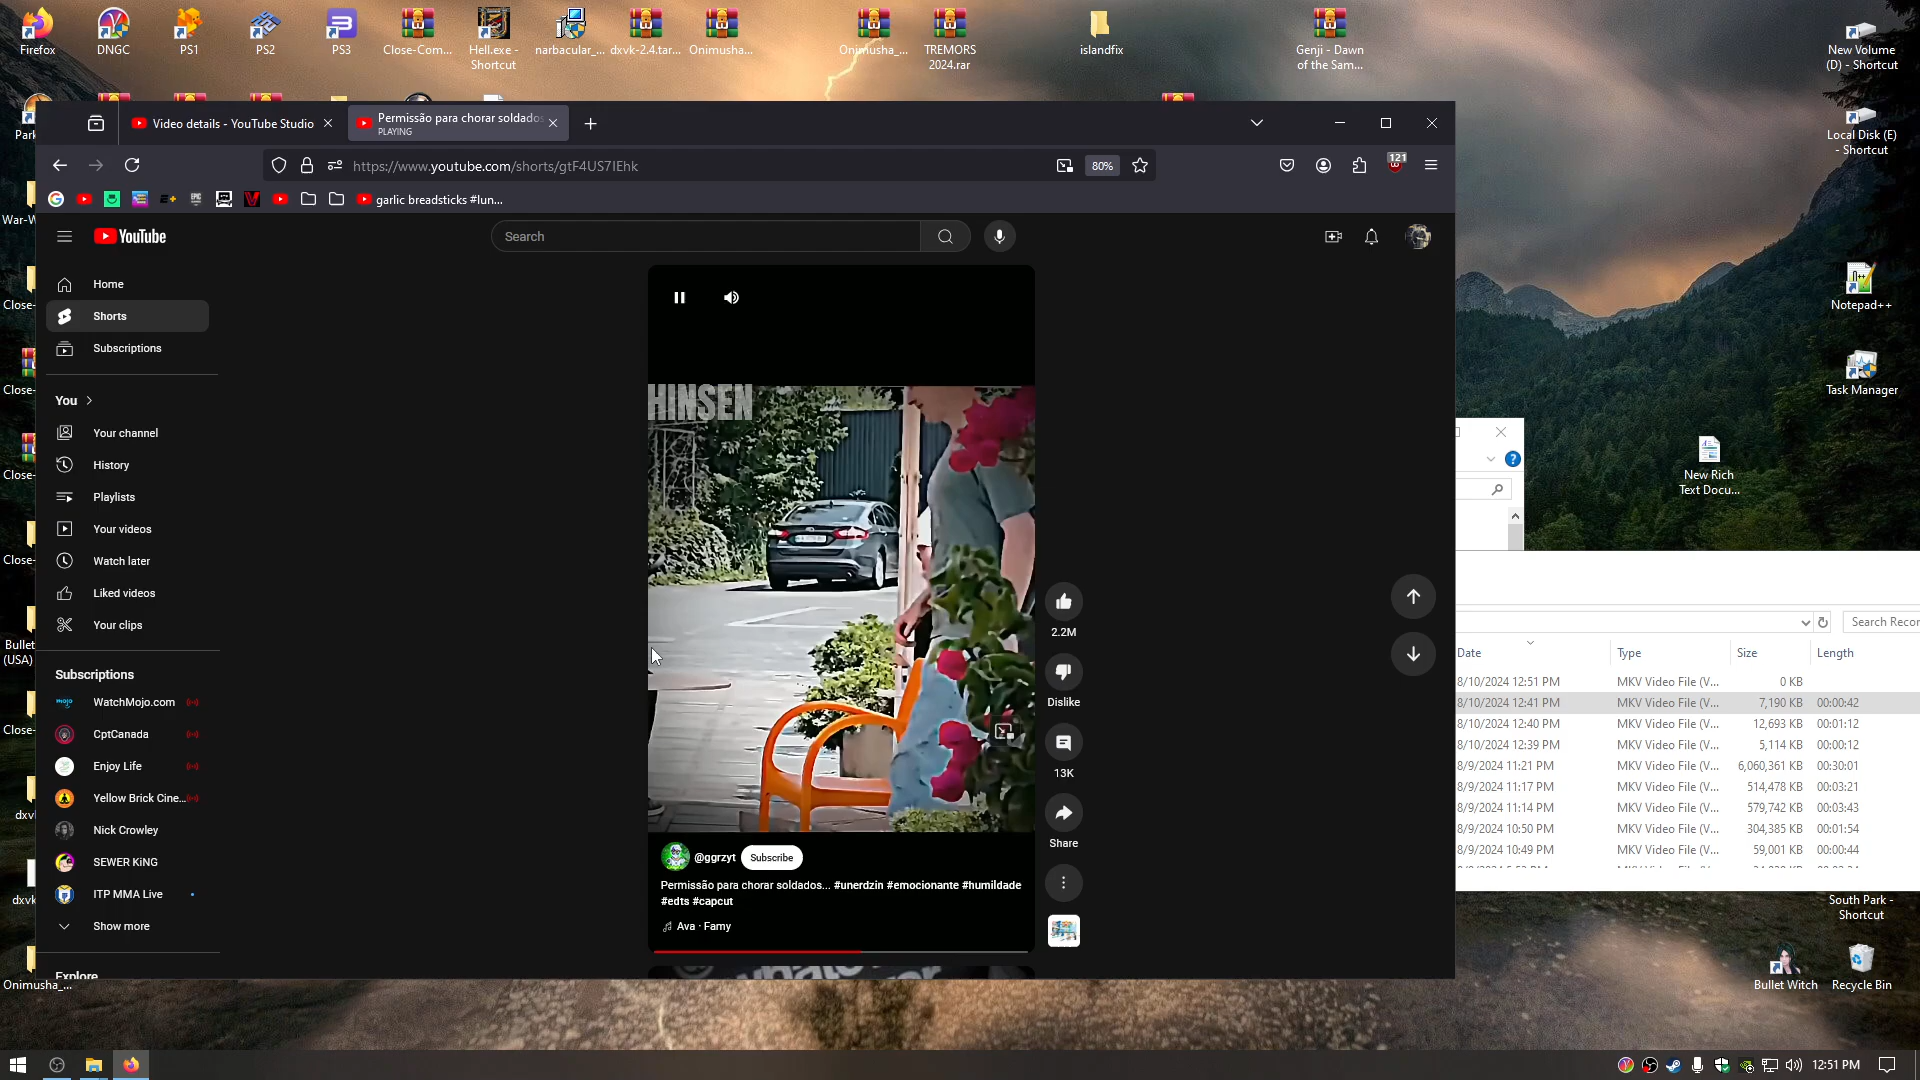 Firefox
DNGC
PS1
PS2
PS3
Close-Com...
Hell.exe -
Shortcut
narbacular_...
dxvk-2.4.tar...
Onimusha...
Onimusha_...
TREMORS
2024.rar
islandfix
Genji - Dawn
of the Sam...
New Volume
(D) - Shortcut
Video details - YouTube Studio
Permissão para chorar soldados
PLAYING
https://www.youtube.com/shorts/gtF4US7IEhk
80%
121
garlic breadsticks #lun...
Local Disk (E)
- Shortcut
YouTube
Search
Home
Shorts
Subscriptions
You
Your channel
History
Playlists
Your videos
Watch later
Liked videos
Your clips
Subscriptions
WatchMojo.com
CptCanada
Enjoy Life
Yellow Brick Cine...
Nick Crowley
SEWER KiNG
ITP MMA Live
Show more
Explore
HINSEN
2.2M
Dislike
13K
Share
@ggrzyt
Subscribe
Permissão para chorar soldados... #unerdzin #emocionante #humildade
#edts #capcut
Ava · Famy
Notepad++
Task Manager
New Rich
Text Docu...
Search Recor
Date Type Size Length
8/10/2024 12:51 PM MKV Video File (V... 0 KB
8/10/2024 12:41 PM MKV Video File (V... 7,190 KB 00:00:42
8/10/2024 12:40 PM MKV Video File (V... 12,693 KB 00:01:12
8/10/2024 12:39 PM MKV Video File (V... 5,114 KB 00:00:12
8/9/2024 11:21 PM MKV Video File (V... 6,060,361 KB 00:30:01
8/9/2024 11:17 PM MKV Video File (V... 514,478 KB 00:03:21
8/9/2024 11:14 PM MKV Video File (V... 579,742 KB 00:03:43
8/9/2024 10:50 PM MKV Video File (V... 304,385 KB 00:01:54
8/9/2024 10:49 PM MKV Video File (V... 59,001 KB 00:00:44
South Park -
Shortcut
Bullet Witch
Recycle Bin
Park
War-W
Close-
Close-
Close-
Close-
Bullet
(USA)
Close-
dxvk
dxvk
Onimusha_...
12:51 PM